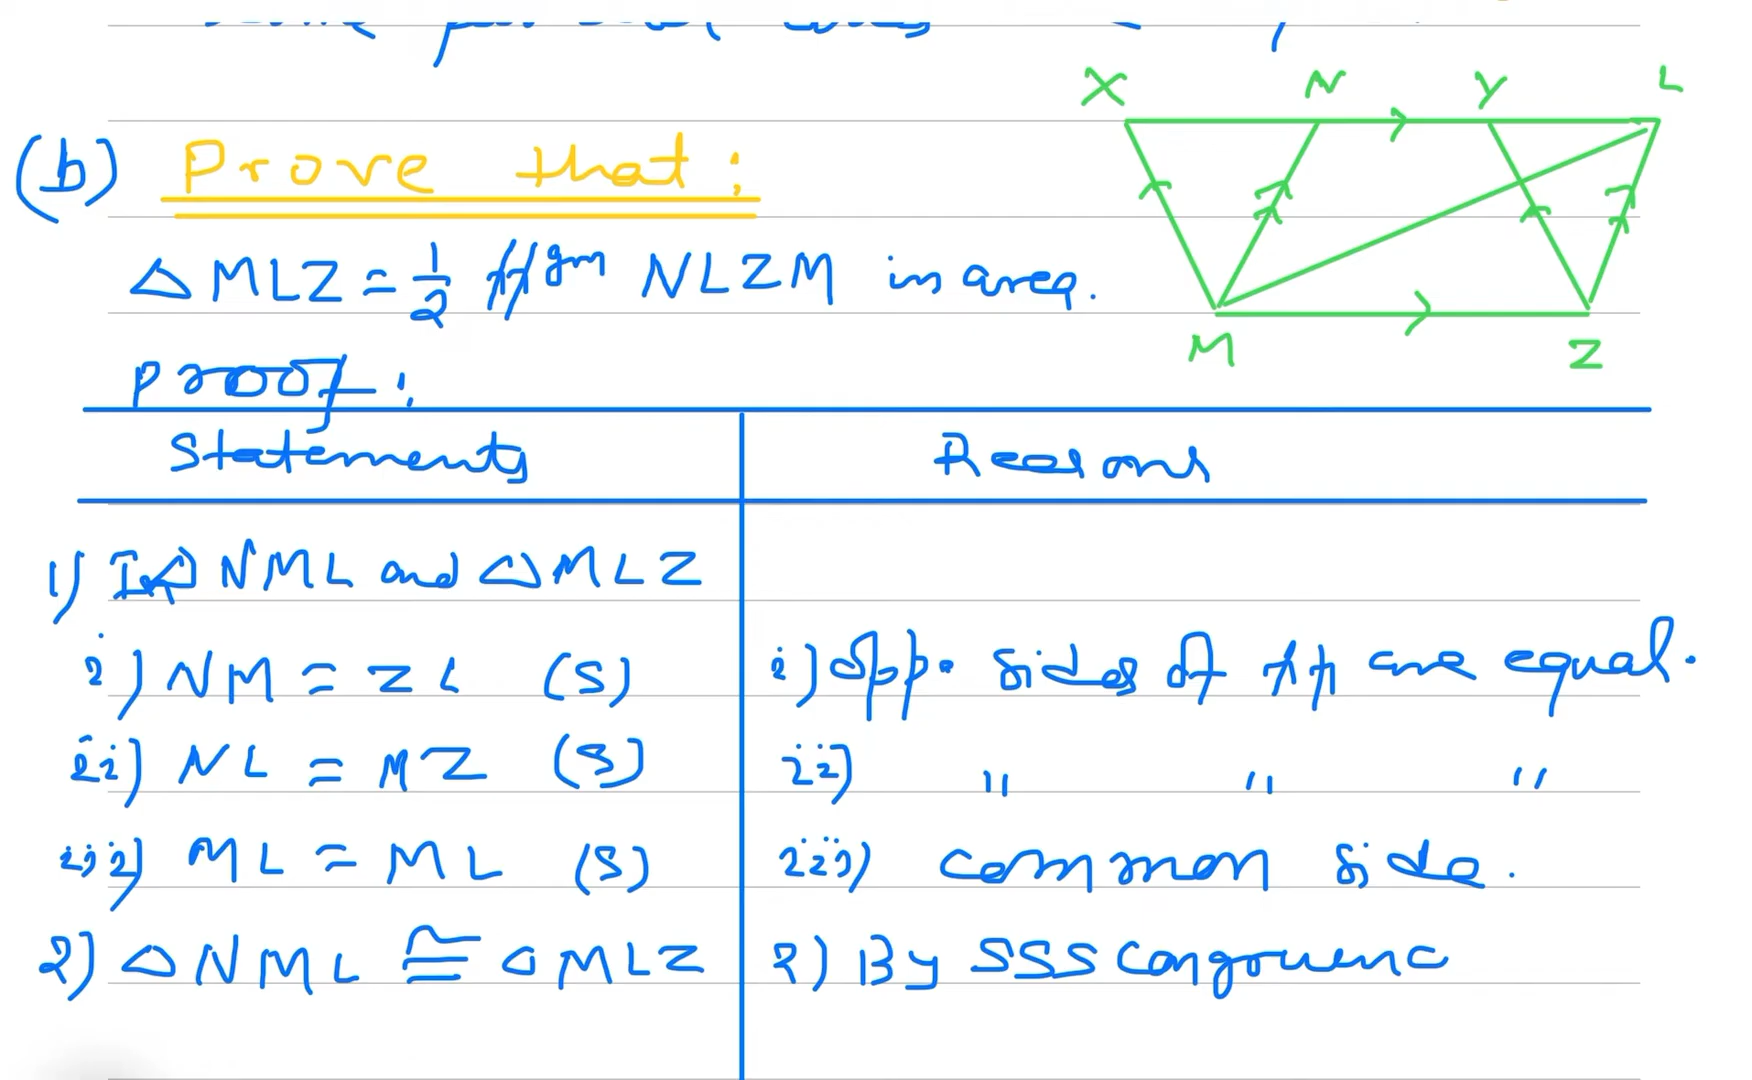 X N Y L
(b) Prove that:
△MLZ = 1/2 //gm NLZM in area.
M Z
Proof:
Statements Reasons
1) In △ NML and △MLZ
i) NM = ZL (S) i) opp. sides of // are equal.
ii) NL = MZ (S) ii) " " "
iii) ML = ML (S) iii) common side.
2) △NML ≅ △MLZ 2) By SSS congruenc